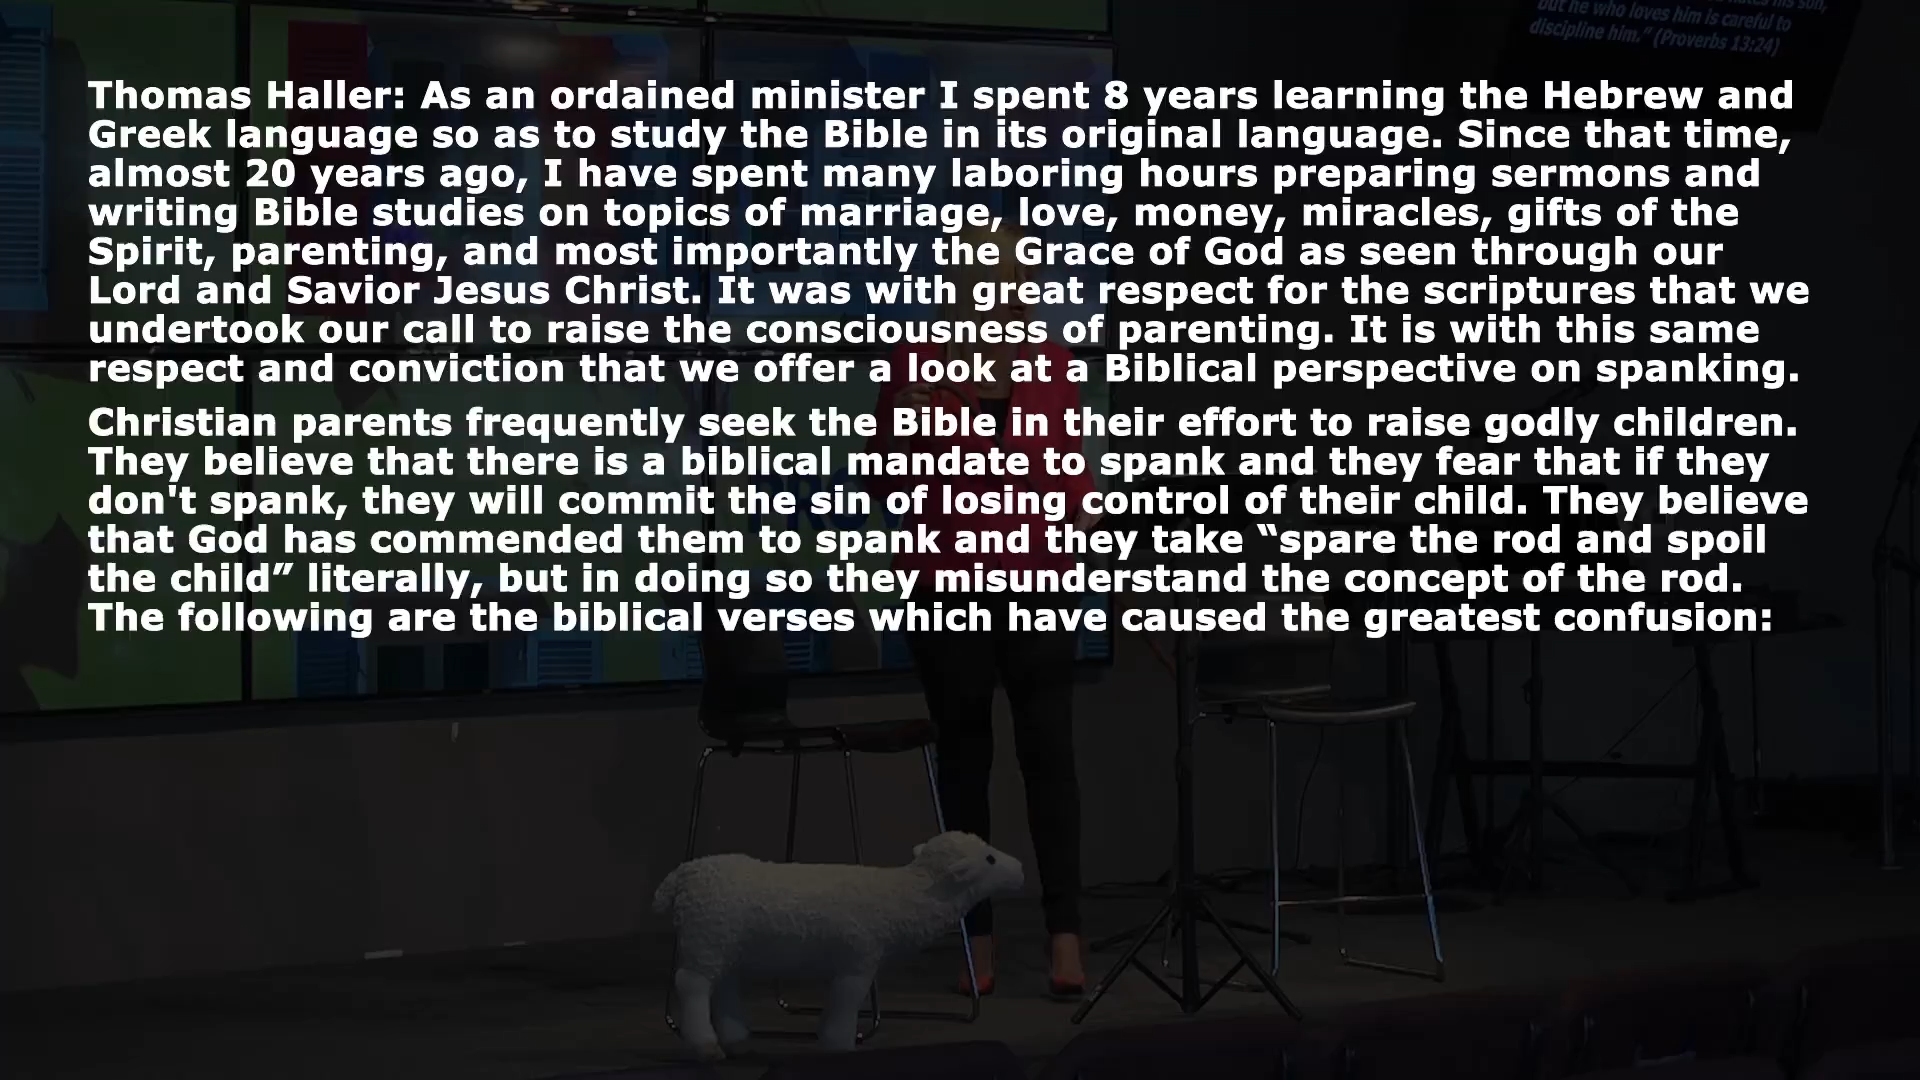 but he who loves him is careful to
discipline him." (Proverbs 13:24)
Thomas Haller: As an ordained minister I spent 8 years learning the Hebrew and
Greek language so as to study the Bible in its original language. Since that time,
almost 20 years ago, I have spent many laboring hours preparing sermons and
writing Bible studies on topics of marriage, love, money, miracles, gifts of the
Spirit, parenting, and most importantly the Grace of God as seen through our
Lord and Savior Jesus Christ. It was with great respect for the scriptures that we
undertook our call to raise the consciousness of parenting. It is with this same
respect and conviction that we offer a look at a Biblical perspective on spanking.
Christian parents frequently seek the Bible in their effort to raise godly children.
They believe that there is a biblical mandate to spank and they fear that if they
don't spank, they will commit the sin of losing control of their child. They believe
that God has commended them to spank and they take “spare the rod and spoil
the child” literally, but in doing so they misunderstand the concept of the rod.
The following are the biblical verses which have caused the greatest confusion: